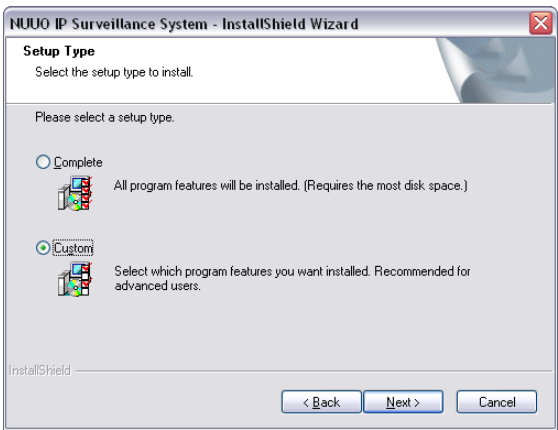 NUUO IP Surveillance System - InstallShield Wizard
Setup Type
Select the setup type to install.
Please select a setup type.
Complete
All program features will be installed. (Requires the most disk space.)
Custom
Select which program features you want installed. Recommended for
advanced users.
InstallShield
< Back
Next >
Cancel